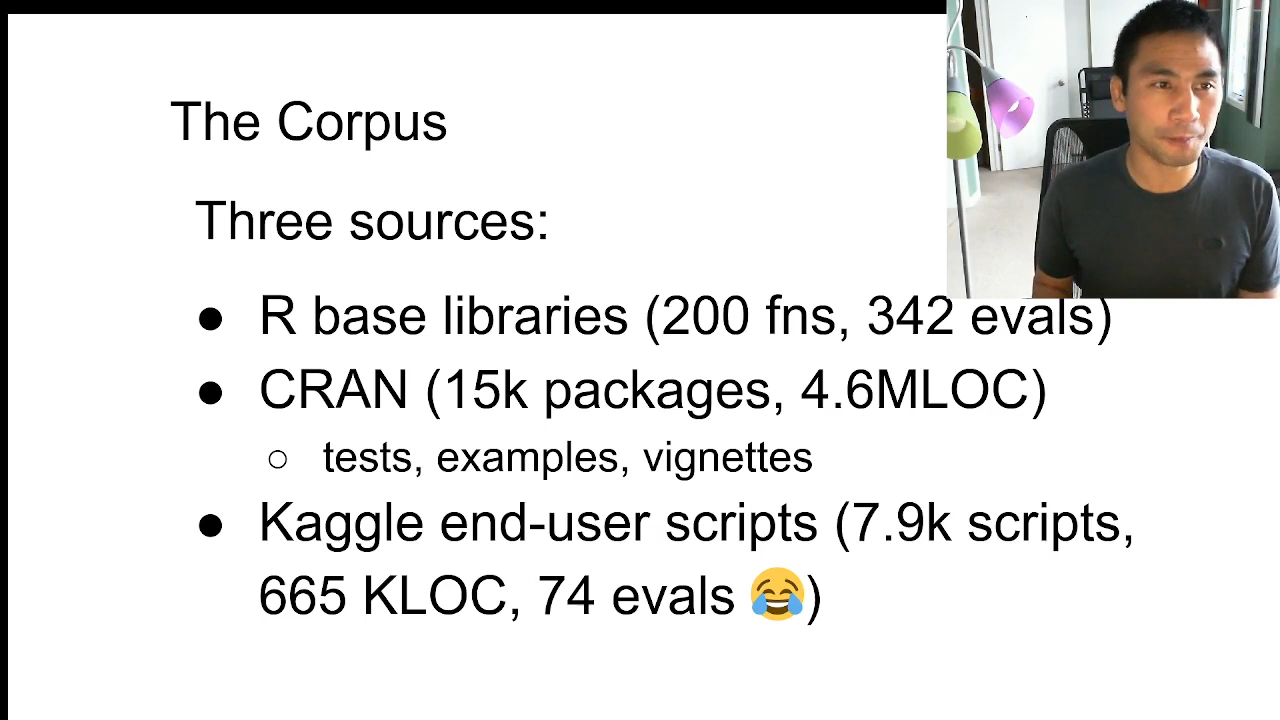 The Corpus
Three sources:
● R base libraries (200 fns, 342 evals)
● CRAN (15k packages, 4.6MLOC)
○ tests, examples, vignettes
● Kaggle end-user scripts (7.9k scripts,
665 KLOC, 74 evals 😂)